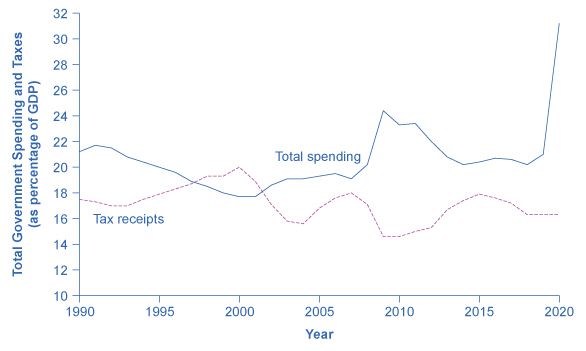 Total Government Spending and Taxes
(as percentage of GDP)
32
30
28
26
24
22
20
18
16
14
12
10
Total spending
Tax receipts
1990 1995 2000 2005 2010 2015 2020
Year